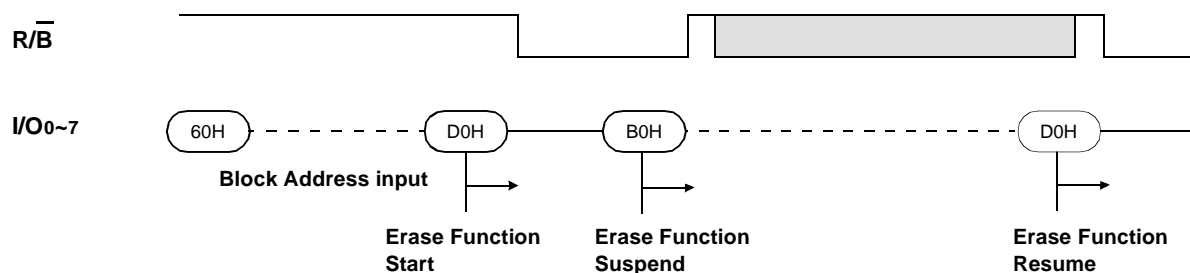 R/B̅
I/O0~7
60H D0H B0H D0H
Block Address input
Erase Function Start
Erase Function Suspend
Erase Function Resume